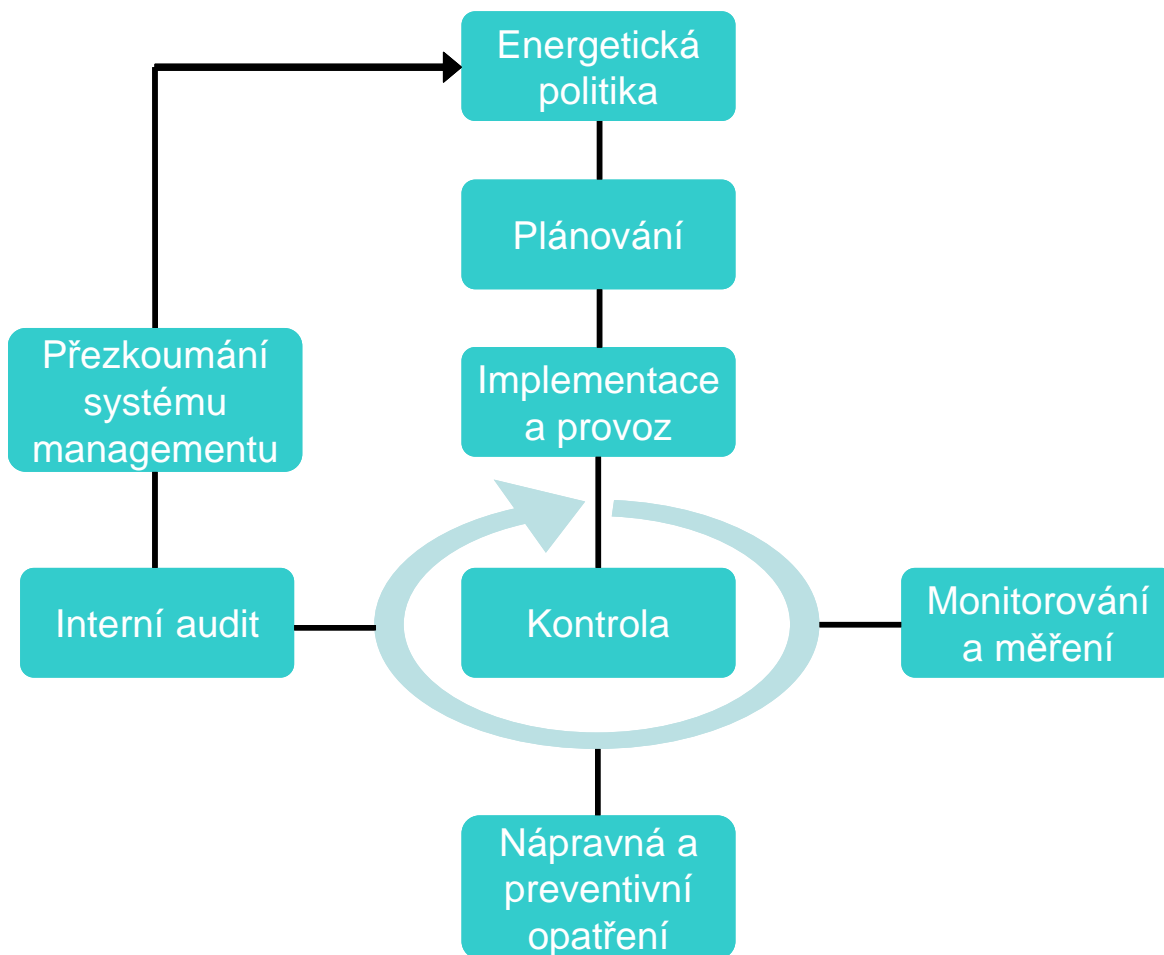 Energetická
politika
Plánování
Přezkoumání
systému
managementu
Implementace
a provoz
Interní audit
Kontrola
Monitorování
a měření
Nápravná a
preventivní
opatření